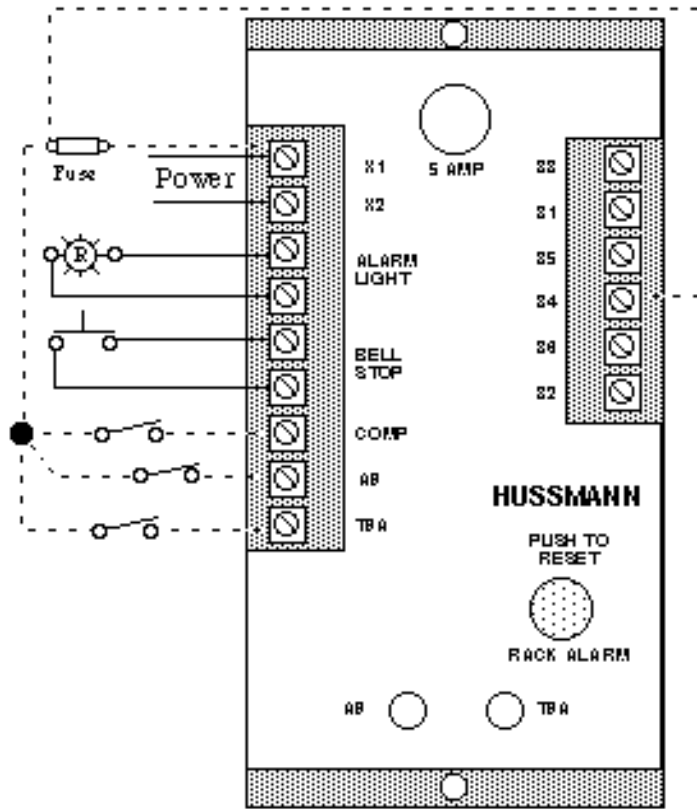 Fuse
Power
R
X1
X2
ALARM
LIGHT
BELL
STOP
COMP
AB
TBA
5 AMP
S3
S1
S5
S4
S6
S2
HUSSMANN
PUSH TO
RESET
RACK ALARM
AB
TBA